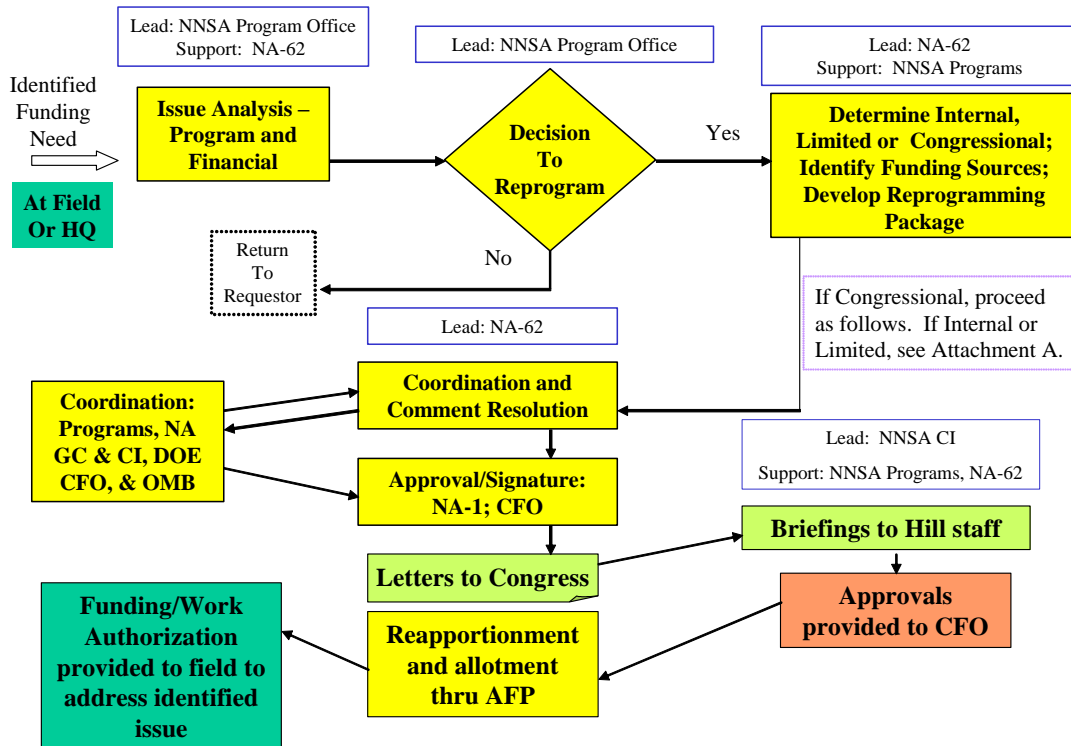 Lead: NNSA Program Office
Support: NA-62
Lead: NNSA Program Office
Lead: NA-62
Support: NNSA Programs
Identified
Funding
Need
At Field
Or HQ
Issue Analysis –
Program and
Financial
Decision
To
Reprogram
Yes
No
Determine Internal,
Limited or Congressional;
Identify Funding Sources;
Develop Reprogramming
Package
Return
To
Requestor
If Congressional, proceed
as follows. If Internal or
Limited, see Attachment A.
Lead: NA-62
Coordination and
Comment Resolution
Coordination:
Programs, NA
GC & CI, DOE
CFO, & OMB
Approval/Signature:
NA-1; CFO
Letters to Congress
Lead: NNSA CI
Support: NNSA Programs, NA-62
Briefings to Hill staff
Approvals
provided to CFO
Reapportionment
and allotment
thru AFP
Funding/Work
Authorization
provided to field to
address identified
issue